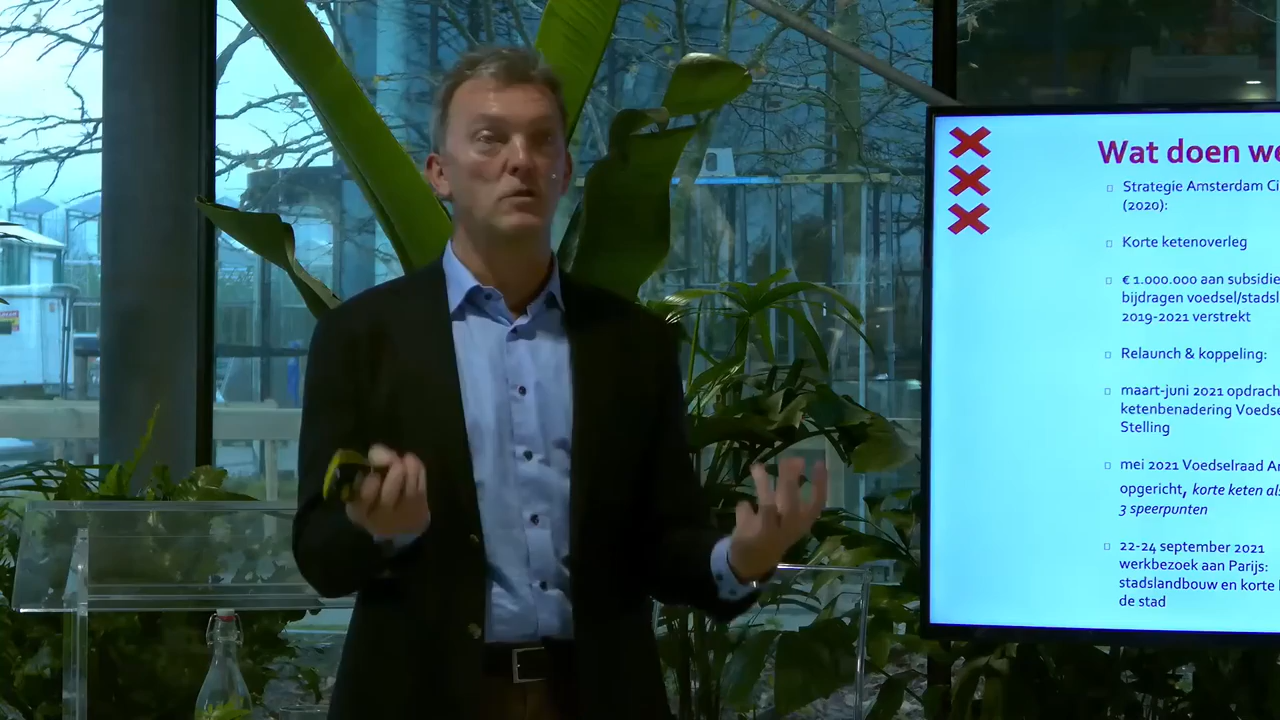 Wat doen we
Strategie Amsterdam Ci
(2020):
Korte ketenoverleg
€ 1.000.000 aan subsidie
bijdragen voedsel/stadsl
2019-2021 verstrekt
Relaunch & koppeling:
maart-juni 2021 opdrach
ketenbenadering Voedse
Stelling
mei 2021 Voedselraad Am
opgericht, korte keten als
3 speerpunten
22-24 september 2021
werkbezoek aan Parijs:
stadslandbouw en korte
de stad